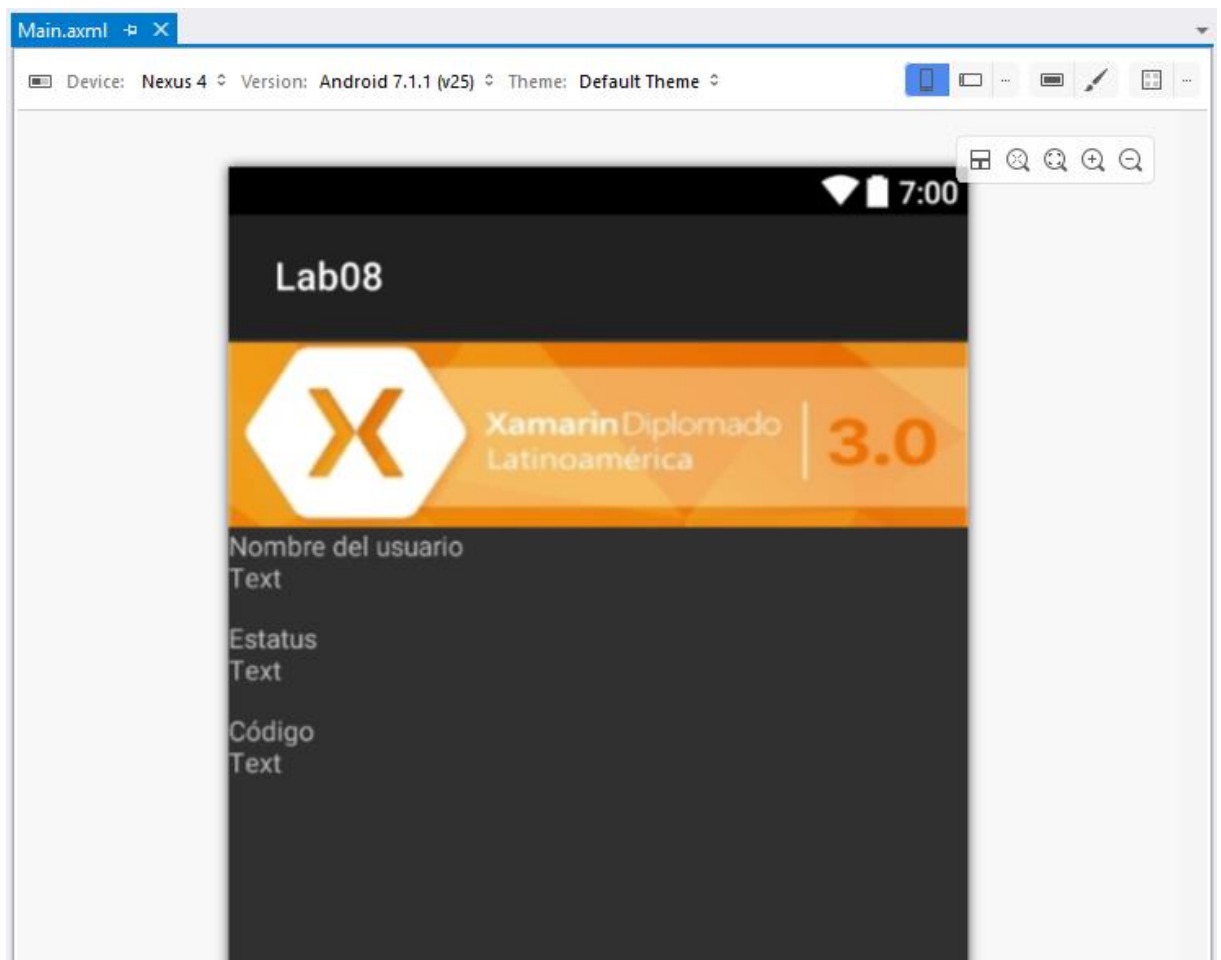 Main.axml
Device: Nexus 4 Version: Android 7.1.1 (v25) Theme: Default Theme
7:00
Lab08
Xamarin Diplomado
Latinoamérica
3.0
Nombre del usuario
Text
Estatus
Text
Código
Text